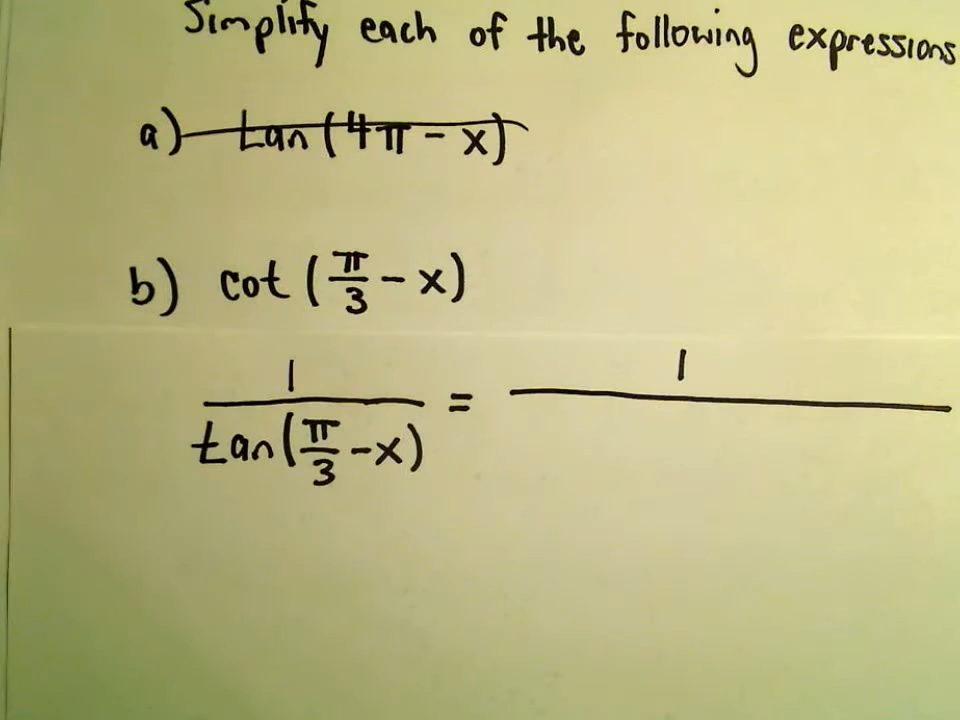 Simplify each of the following expressions
a) tan(4π - x)
b) cot (π/3 - x)
1/tan(π/3 - x) = 1/